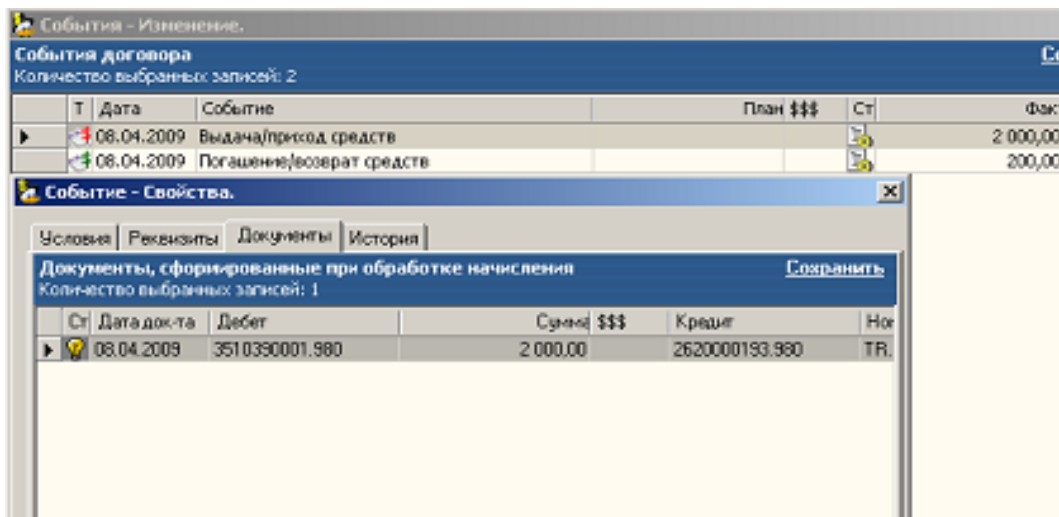 События - Изменение.
События договора Со
Количество выбранных записей: 2
Т Дата Событие План $$$ Ст Фак
08.04.2009 Выдача/приход средств 2 000,00
08.04.2009 Погашение/возврат средств 200,00
Событие - Свойства.
Условия Реквизиты Документы История
Документы, сформированные при обработке начисления Сохранить
Количество выбранных записей: 1
Ст Дата док-та Дебет Сумма $$$ Кредит Ном
08.04.2009 3510390001.980 2 000,00 2620000193.980 TR.